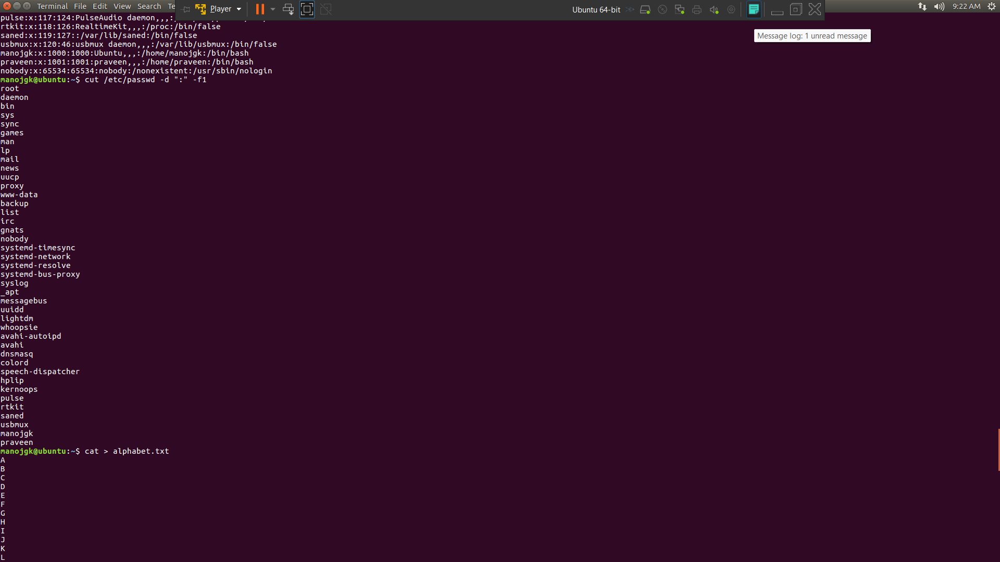 Terminal File Edit View Search Te
Player
Ubuntu 64-bit
9:22 AM
Message log: 1 unread message
pulse:x:117:124:PulseAudio daemon,,,:
rtkit:x:118:126:RealtimeKit,,,:/proc:/bin/false
saned:x:119:127::/var/lib/saned:/bin/false
usbmux:x:120:46:usbmux daemon,,,:/var/lib/usbmux:/bin/false
manojgk:x:1000:1000:Ubuntu,,,:/home/manojgk:/bin/bash
praveen:x:1001:1001:praveen,,,:/home/praveen:/bin/bash
nobody:x:65534:65534:nobody:/nonexistent:/usr/sbin/nologin
manojgk@ubuntu:~$ cut /etc/passwd -d ":" -f1
root
daemon
bin
sys
sync
games
man
lp
mail
news
uucp
proxy
www-data
backup
list
irc
gnats
nobody
systemd-timesync
systemd-network
systemd-resolve
systemd-bus-proxy
syslog
_apt
messagebus
uuidd
lightdm
whoopsie
avahi-autoipd
avahi
dnsmasq
colord
speech-dispatcher
hplip
kernoops
pulse
rtkit
saned
usbmux
manojgk
praveen
manojgk@ubuntu:~$ cat > alphabet.txt
A
B
C
D
E
F
G
H
I
J
K
L